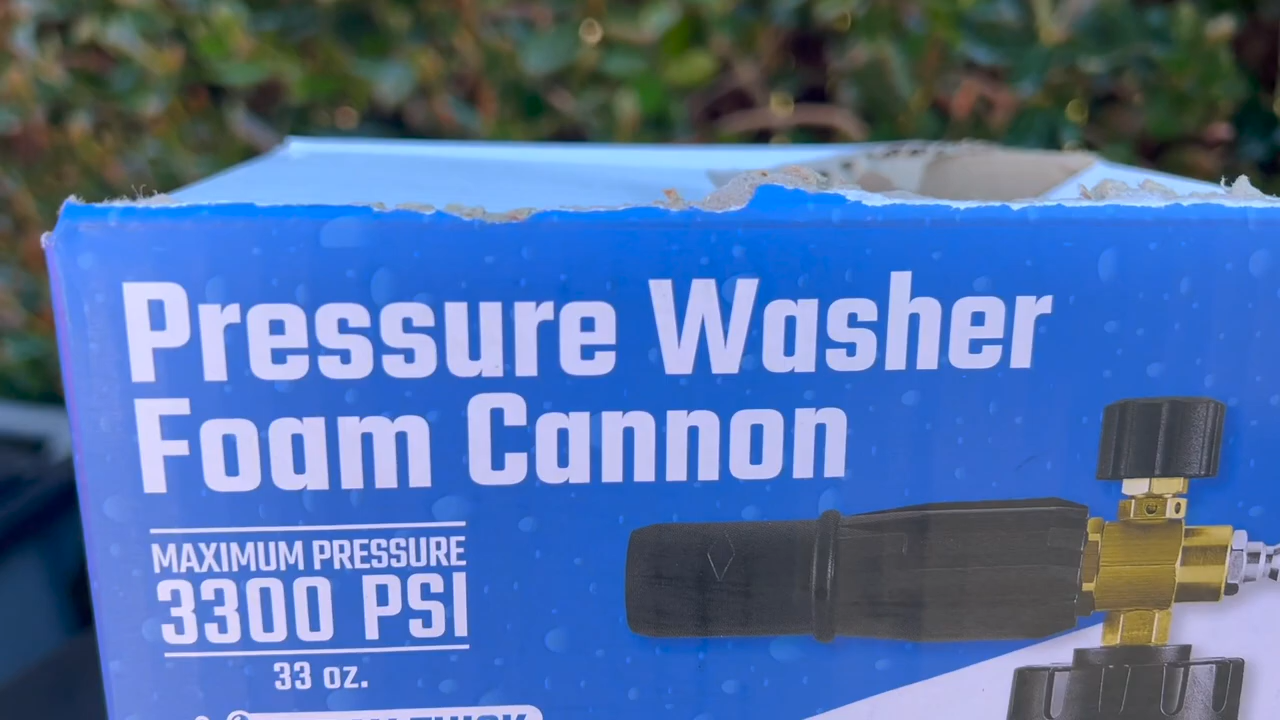 Pressure Washer
Foam Cannon
MAXIMUM PRESSURE
3300 PSI
33 oz.